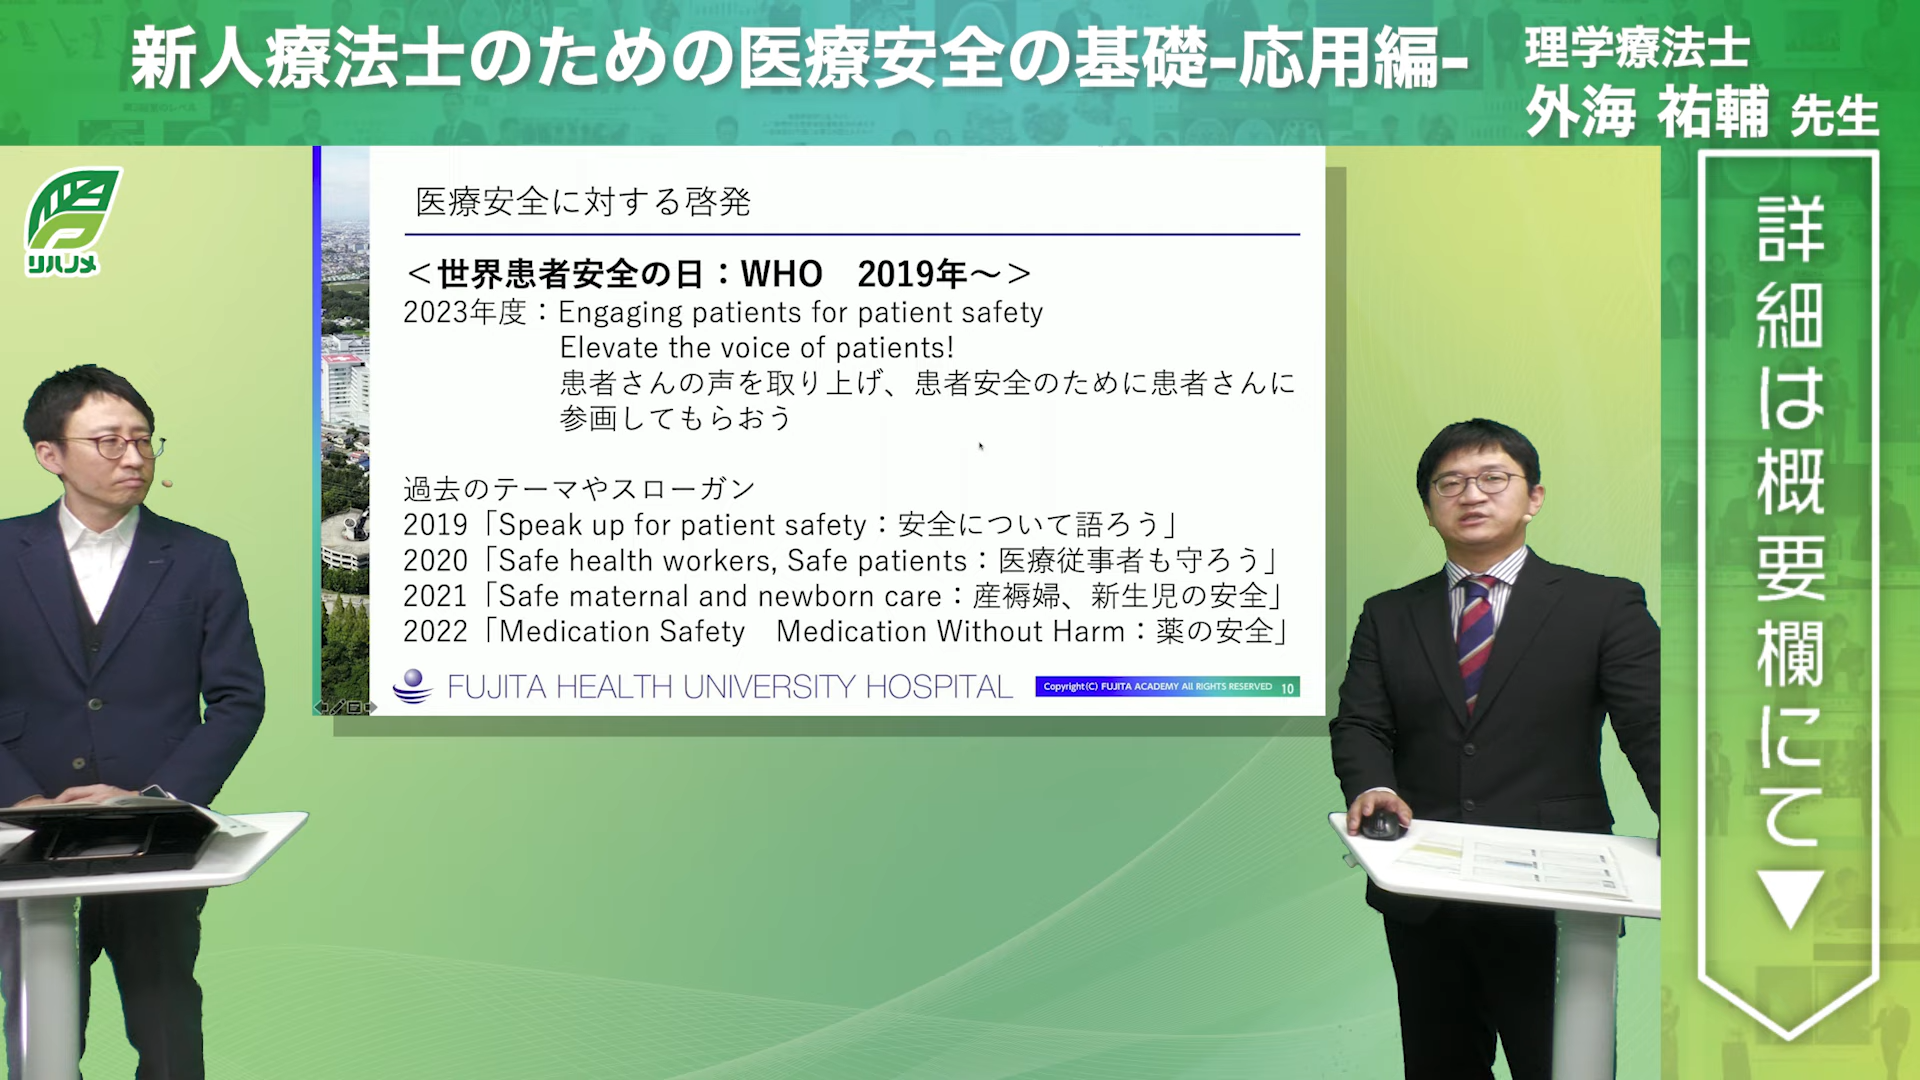 新人療法士のための医療安全の基礎-応用編-
理学療法士
外海 祐輔 先生
リハノメ
医療安全に対する啓発
＜世界患者安全の日：WHO　2019年～＞
2023年度：Engaging patients for patient safety
Elevate the voice of patients!
患者さんの声を取り上げ、患者安全のために患者さんに
参画してもらおう
過去のテーマやスローガン
2019「Speak up for patient safety：安全について語ろう」
2020「Safe health workers, Safe patients：医療従事者も守ろう」
2021「Safe maternal and newborn care：産褥婦、新生児の安全」
2022「Medication Safety　Medication Without Harm：薬の安全」
FUJITA HEALTH UNIVERSITY HOSPITAL
Copyright(C) FUJITA ACADEMY All RIGHTS RESERVED 10
詳細は概要欄にて▼